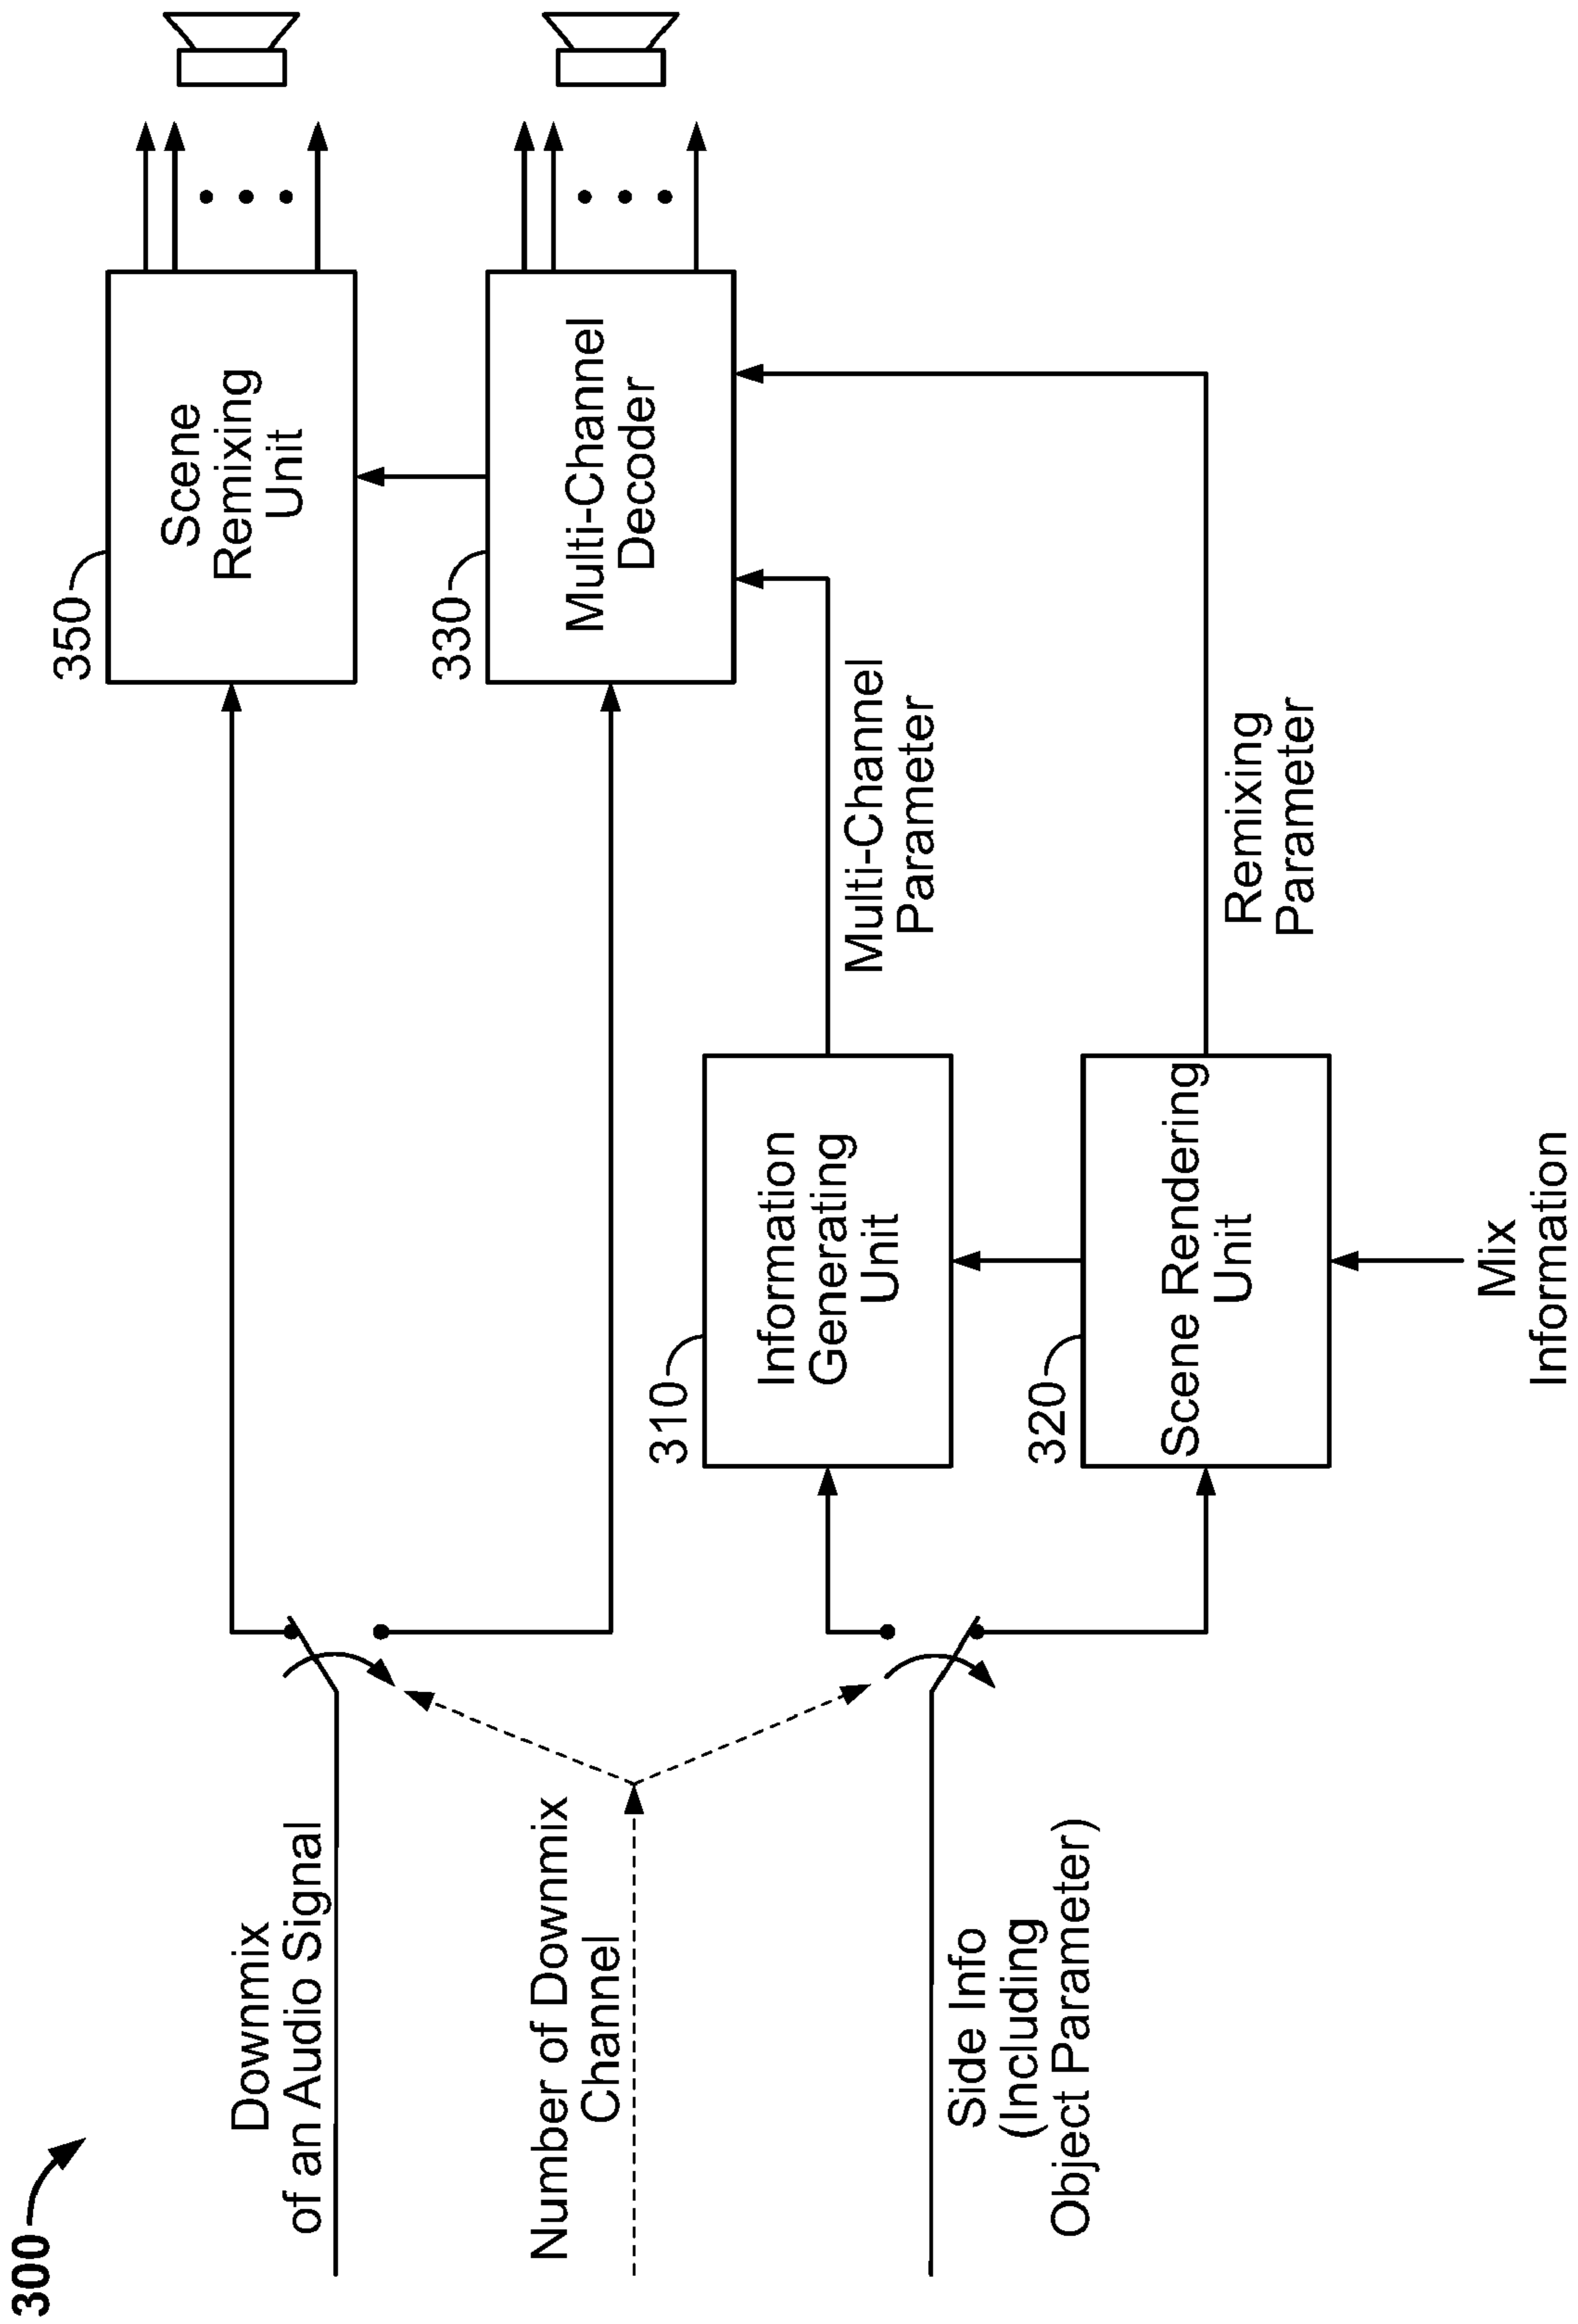 300
Downmix
of an Audio Signal
Number of Downmix
Channel
Side Info
(Including
Object Parameter)
350
Scene
Remixing
Unit
330
Multi-Channel
Decoder
310
Information
Generating
Unit
Multi-Channel
Parameter
320
Scene Rendering
Unit
Remixing
Parameter
Mix
Information